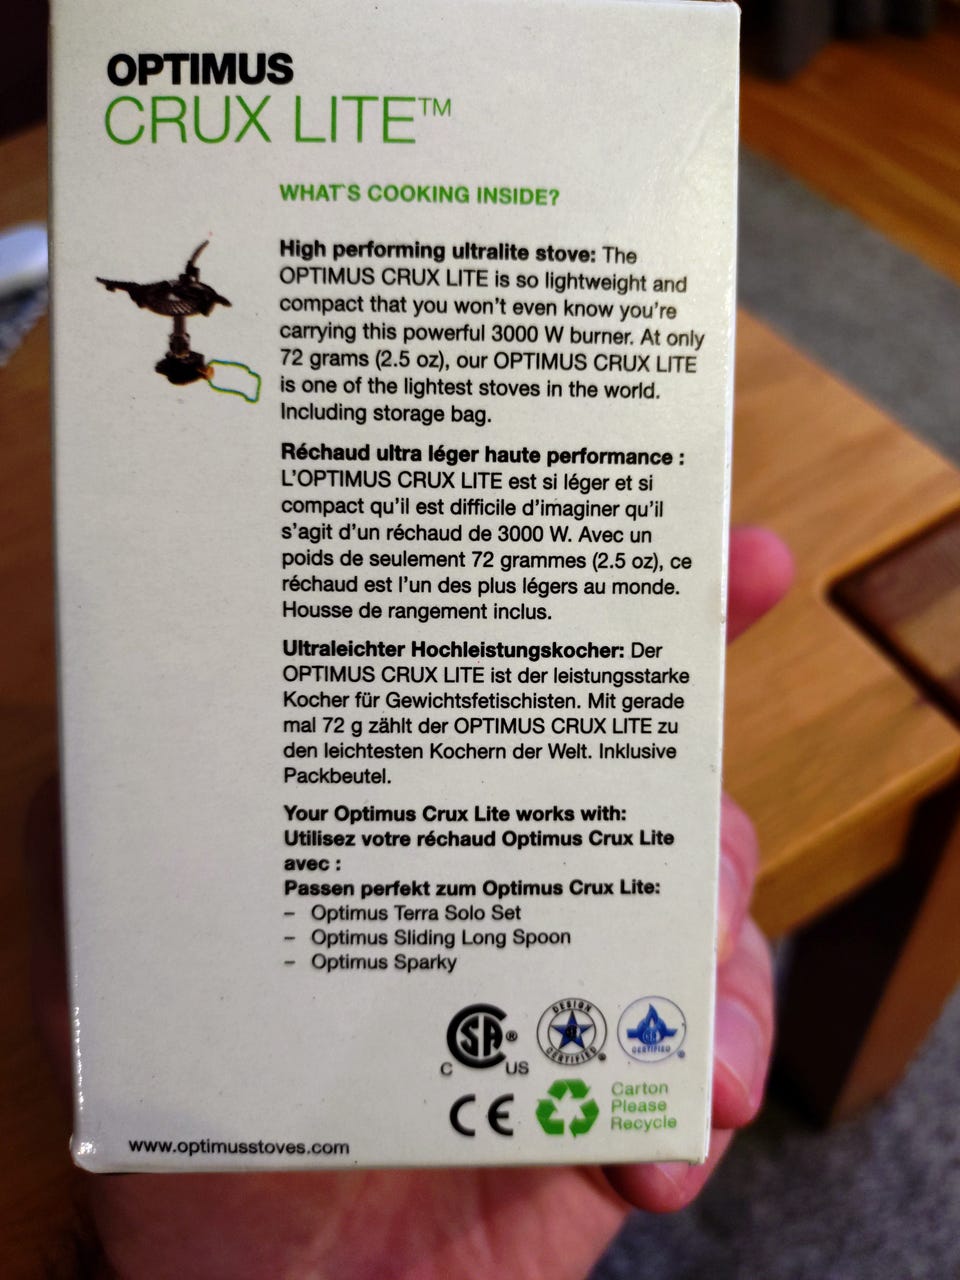 OPTIMUS
CRUX LITE™
WHAT'S COOKING INSIDE?
High performing ultralite stove: The
OPTIMUS CRUX LITE is so lightweight and
compact that you won't even know you're
carrying this powerful 3000 W burner. At only
72 grams (2.5 oz), our OPTIMUS CRUX LITE
is one of the lightest stoves in the world.
Including storage bag.
Réchaud ultra léger haute performance :
L'OPTIMUS CRUX LITE est si léger et si
compact qu'il est difficile d'imaginer qu'il
s'agit d'un réchaud de 3000 W. Avec un
poids de seulement 72 grammes (2.5 oz), ce
réchaud est l'un des plus légers au monde.
Housse de rangement inclus.
Ultraleichter Hochleistungskocher: Der
OPTIMUS CRUX LITE ist der leistungsstarke
Kocher für Gewichtsfetischisten. Mit gerade
mal 72 g zählt der OPTIMUS CRUX LITE zu
den leichtesten Kochern der Welt. Inklusive
Packbeutel.
Your Optimus Crux Lite works with:
Utilisez votre réchaud Optimus Crux Lite
avec :
Passen perfekt zum Optimus Crux Lite:
– Optimus Terra Solo Set
– Optimus Sliding Long Spoon
– Optimus Sparky
SA®
C US
DESIGN
CERTIFIED ®
CERTIFIED ®
CE
Carton
Please
Recycle
www.optimusstoves.com